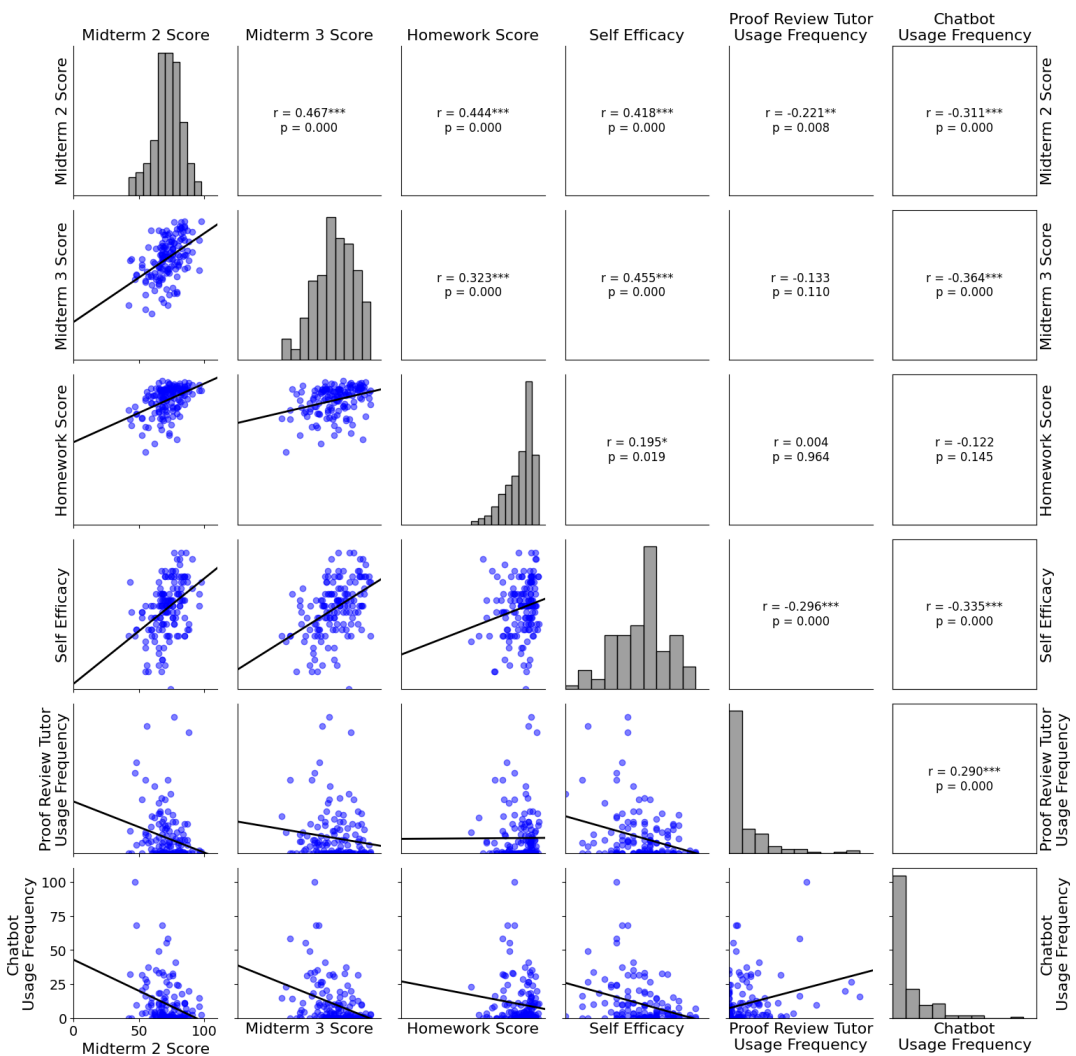 Midterm 2 Score
Midterm 3 Score
Homework Score
Self Efficacy
Proof Review Tutor
Usage Frequency
Chatbot
Usage Frequency
Midterm 2 Score
r = 0.467***
p = 0.000
r = 0.444***
p = 0.000
r = 0.418***
p = 0.000
r = -0.221**
p = 0.008
r = -0.311***
p = 0.000
Midterm 2 Score
Midterm 3 Score
r = 0.323***
p = 0.000
r = 0.455***
p = 0.000
r = -0.133
p = 0.110
r = -0.364***
p = 0.000
Midterm 3 Score
Homework Score
r = 0.195*
p = 0.019
r = 0.004
p = 0.964
r = -0.122
p = 0.145
Homework Score
Self Efficacy
r = -0.296***
p = 0.000
r = -0.335***
p = 0.000
Self Efficacy
Proof Review Tutor
Usage Frequency
r = 0.290***
p = 0.000
Proof Review Tutor
Usage Frequency
Chatbot
Usage Frequency
100
75
50
25
0
Chatbot
Usage Frequency
0 50 100
Midterm 2 Score
Midterm 3 Score
Homework Score
Self Efficacy
Proof Review Tutor
Usage Frequency
Chatbot
Usage Frequency